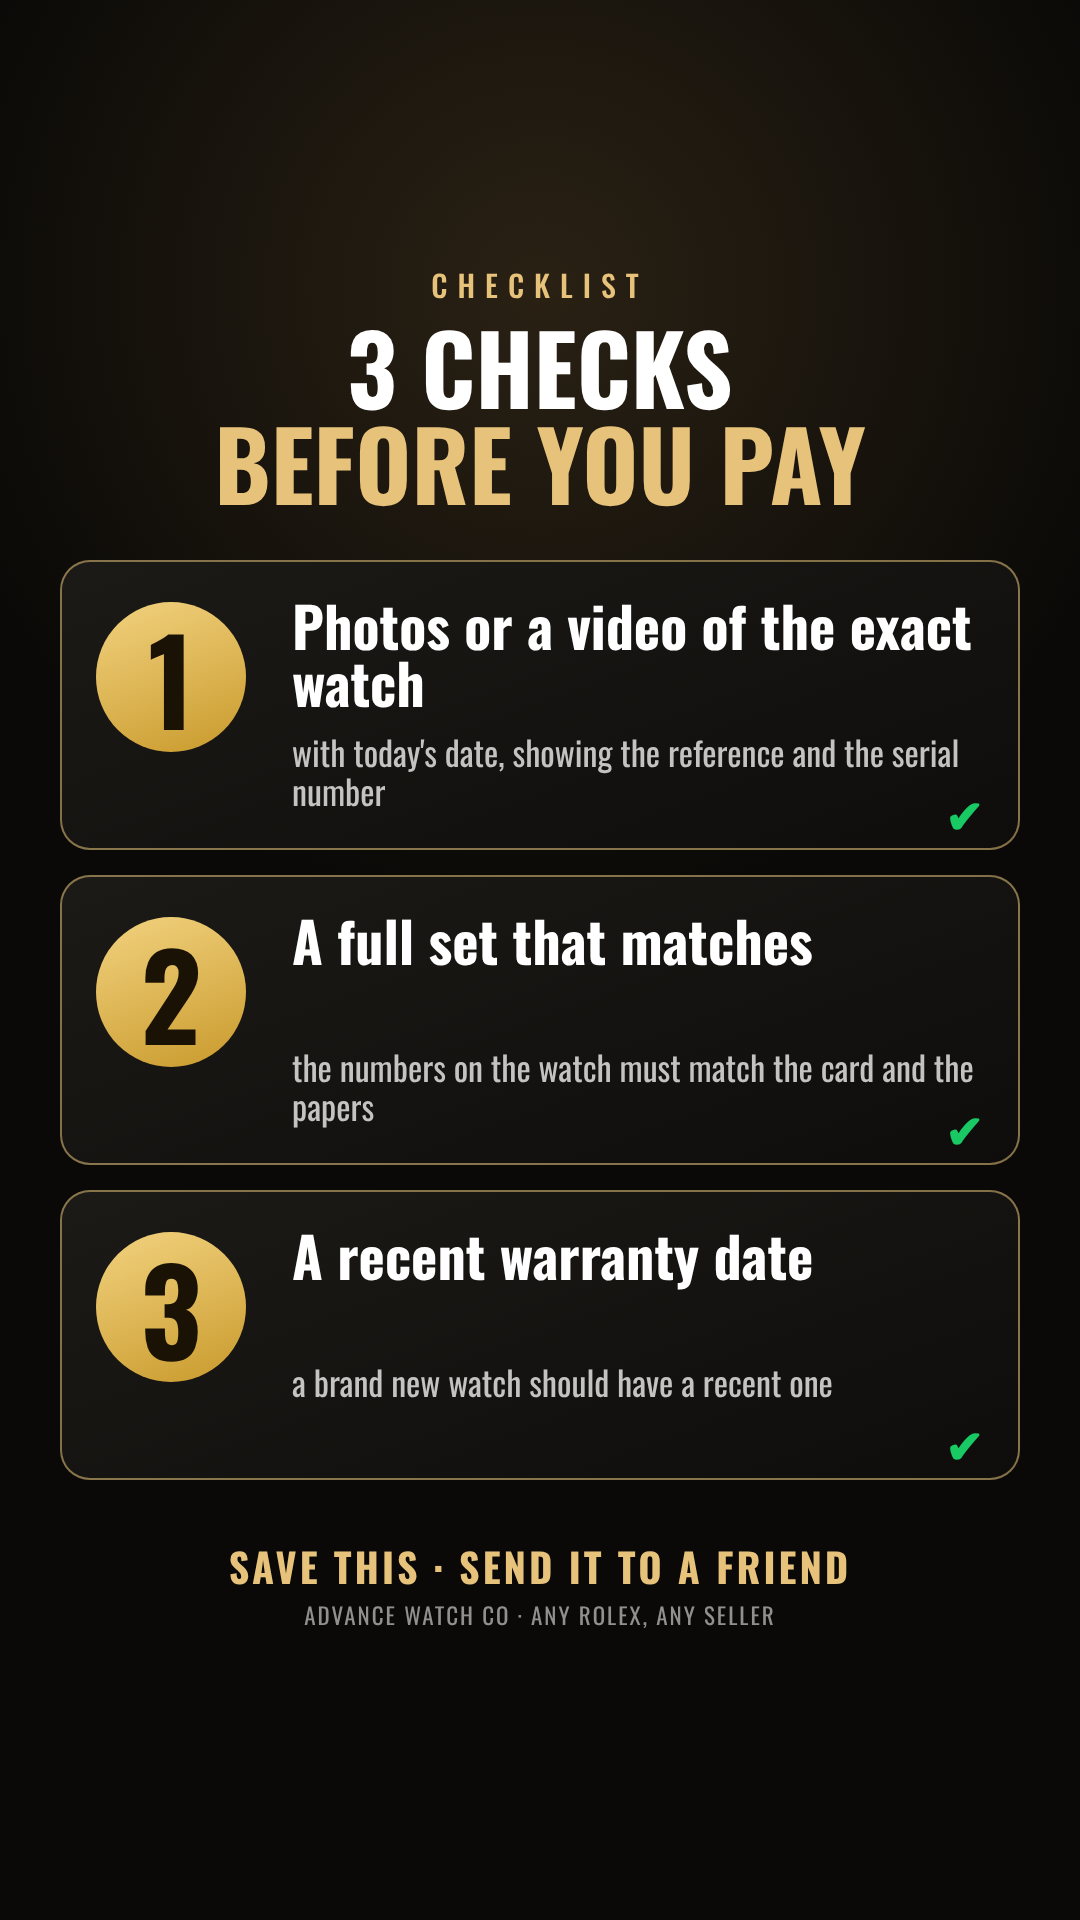 CHECKLIST
3 CHECKS
BEFORE YOU PAY
1
Photos or a video of the exact
watch
with today's date, showing the reference and the serial
number
✔
2
A full set that matches
the numbers on the watch must match the card and the
papers
✔
3
A recent warranty date
a brand new watch should have a recent one
✔
SAVE THIS · SEND IT TO A FRIEND
ADVANCE WATCH CO · ANY ROLEX, ANY SELLER